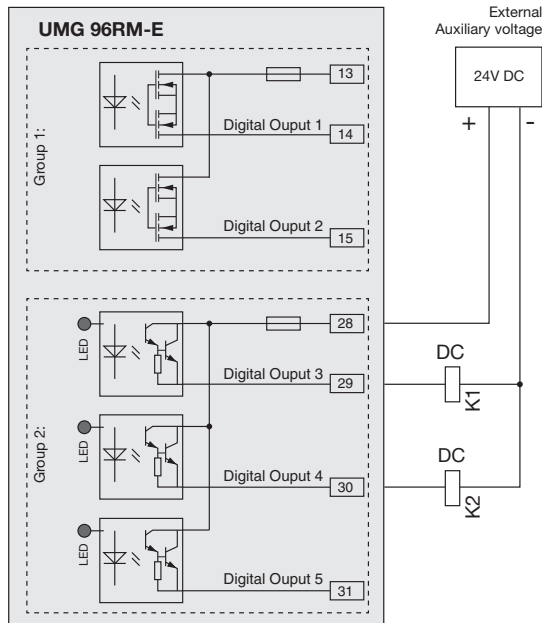 External
Auxiliary voltage
UMG 96RM-E
24V DC
+ -
Group 1:
13
Digital Ouput 1
14
Digital Ouput 2
15
Group 2:
LED
28
Digital Ouput 3
29
DC
K1
LED
Digital Ouput 4
30
DC
K2
LED
Digital Ouput 5
31